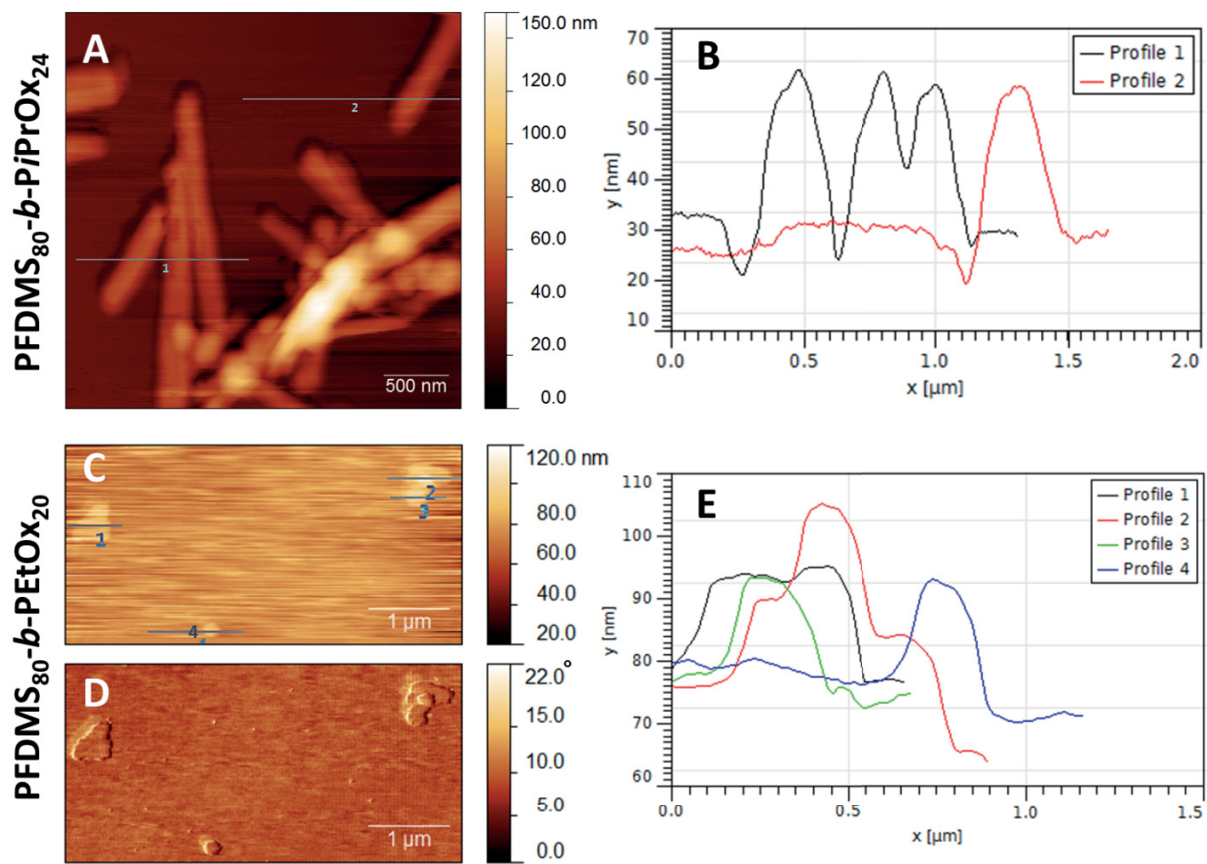 PFDMS80-b-PiPrOx24
A
1
2
500 nm
150.0 nm
120.0
100.0
80.0
60.0
40.0
20.0
0.0
B
Profile 1
Profile 2
70
60
50
40
30
20
10
y [nm]
0.0 0.5 1.0 1.5 2.0
x [µm]
PFDMS80-b-PEtOx20
C
1
2
3
4
1 µm
120.0 nm
80.0
60.0
40.0
20.0
D
1 µm
22.0°
15.0
10.0
5.0
0.0
E
Profile 1
Profile 2
Profile 3
Profile 4
110
100
90
80
70
60
y [nm]
0.0 0.5 1.0 1.5
x [µm]